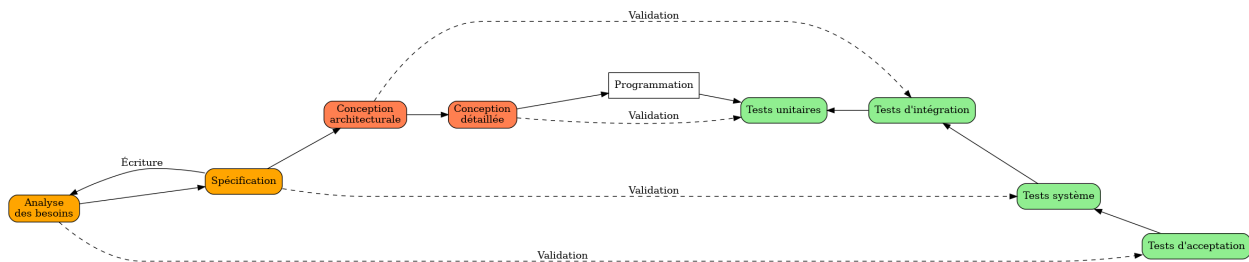 Validation
Programmation
Conception
architecturale
Conception
détaillée
Tests unitaires
Tests d'intégration
Validation
Écriture
Spécification
Validation
Tests système
Analyse
des besoins
Tests d'acceptation
Validation